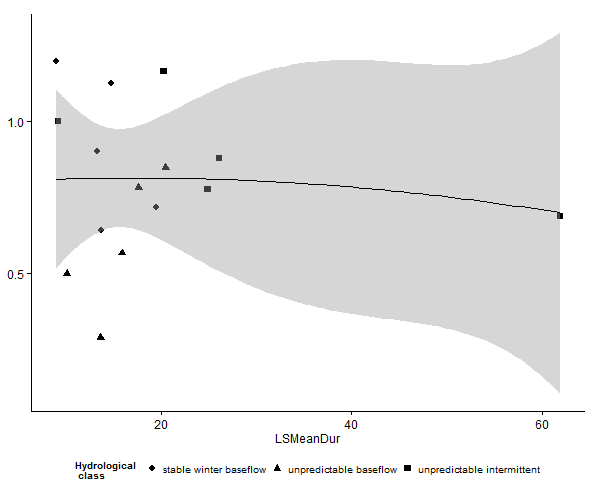 1.0
0.5
20 40 60
LSMeanDur
Hydrological
class
stable winter baseflow unpredictable baseflow unpredictable intermittent